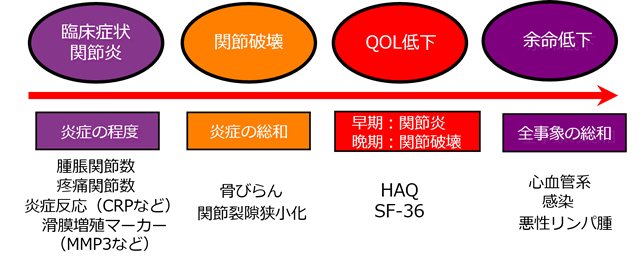 臨床症状
関節炎
関節破壊
QOL低下
余命低下
炎症の程度
炎症の総和
早期：関節炎
晩期：関節破壊
全事象の総和
腫脹関節数
疼痛関節数
炎症反応（CRPなど）
滑膜増殖マーカー
（MMP3など）
骨びらん
関節裂隙狭小化
HAQ
SF-36
心血管系
感染
悪性リンパ腫